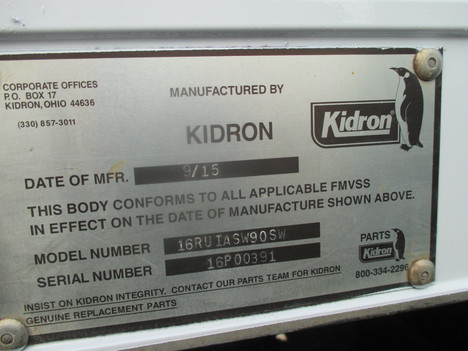 CORPORATE OFFICES
P.O. BOX 17
KIDRON, OHIO 44636
(330) 857-3011
MANUFACTURED BY
KIDRON
Kidron
DATE OF MFR. 9/15
THIS BODY CONFORMS TO ALL APPLICABLE FMVSS
IN EFFECT ON THE DATE OF MANUFACTURE SHOWN ABOVE.
MODEL NUMBER 16RUIASW90SW
SERIAL NUMBER 16P00391
PARTS
Kidron
800-334-2296
INSIST ON KIDRON INTEGRITY. CONTACT OUR PARTS TEAM FOR KIDRON
GENUINE REPLACEMENT PARTS